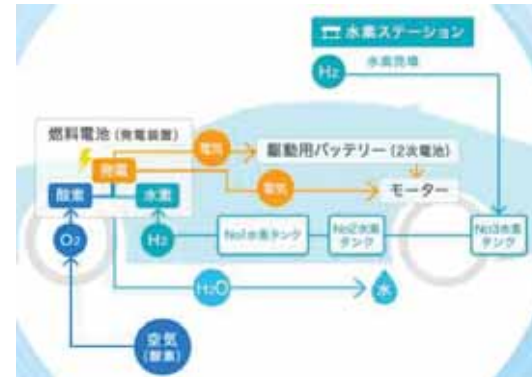 水素ステーション
H2
水素充填
燃料電池(発電装置)
電気
駆動用バッテリー(2次電池)
発電
電気
モーター
酸素
水素
O2
H2
No1水素タンク
No2水素
タンク
No3水素
タンク
H2O
水
空気
(酸素)